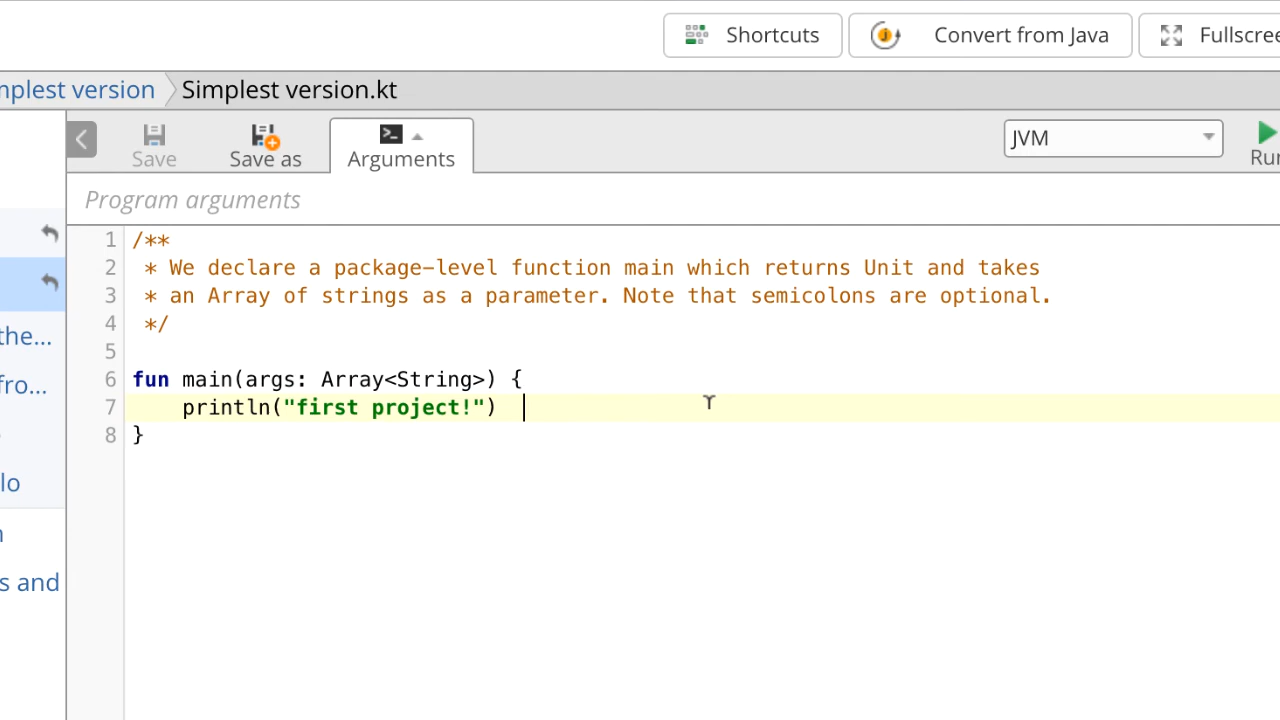 Shortcuts
Convert from Java
Fullscree
mplest version
Simplest version.kt
Save
Save as
Arguments
JVM
Run
Program arguments
1 /**
2 * We declare a package-level function main which returns Unit and takes
3 * an Array of strings as a parameter. Note that semicolons are optional.
4 */
5
6 fun main(args: Array<String>) {
7 println("first project!")
8 }
the...
fro...
lo
s and